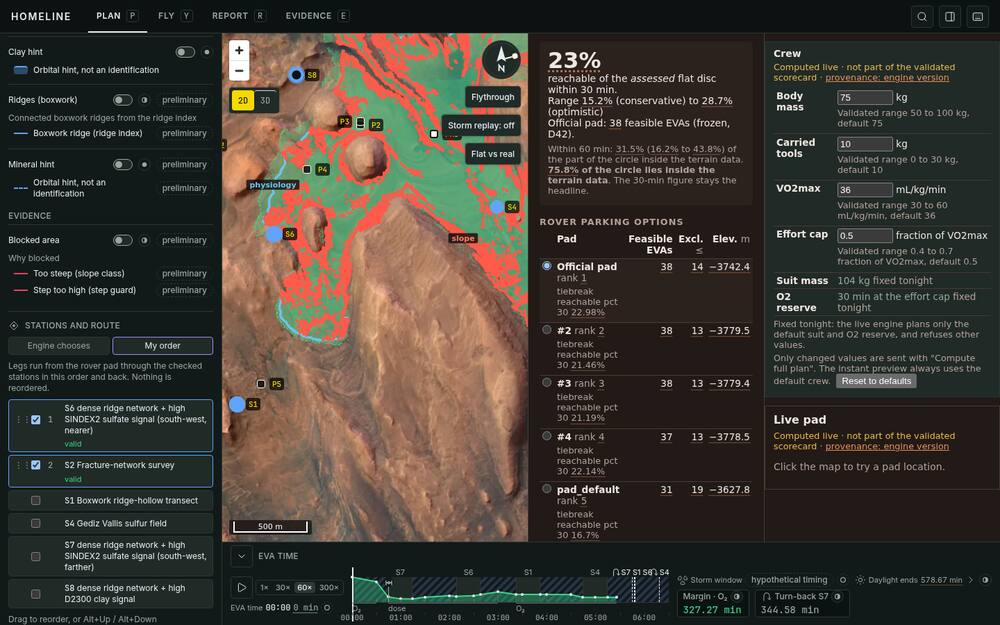 HOMELINE
PLAN P
FLY Y
REPORT R
EVIDENCE E
Clay hint
Orbital hint, not an identification
Ridges (boxwork) preliminary
Connected boxwork ridges from the ridge index
Boxwork ridge (ridge index)
Mineral hint preliminary
Orbital hint, not an
identification
EVIDENCE
Blocked area preliminary
Why blocked
Too steep (slope class) preliminary
Step too high (step guard) preliminary
STATIONS AND ROUTE
Engine chooses
My order
Legs run from the rover pad through the checked
stations in this order and back. Nothing is
reordered.
1 S6 dense ridge network + high
SINDEX2 sulfate signal (south-west,
nearer)
valid
2 S2 Fracture-network survey
valid
S1 Boxwork ridge-hollow transect
S4 Gediz Vallis sulfur field
S7 dense ridge network + high
SINDEX2 sulfate signal (south-west,
farther)
S8 dense ridge network + high
D2300 clay signal
Drag to reorder, or Alt+Up / Alt+Down
+
−
2D 3D
S8
P3
P2
P4
physiology
S6
S4
slope
P5
S1
500 m
N
Flythrough
Storm replay: off
Flat vs real
23%
reachable of the assessed flat disc
within 30 min.
Range 15.2% (conservative) to 28.7%
(optimistic)
Official pad: 38 feasible EVAs (frozen,
D42).
Within 60 min: 31.5% (16.2% to 43.8%) of
the part of the circle inside the terrain data.
75.8% of the circle lies inside the
terrain data. The 30-min figure stays the
headline.
ROVER PARKING OPTIONS
Pad Feasible EVAs Excl. ≤ Elev. m
Official pad 38 14 −3742.4
rank 1
tiebreak
reachable pct
30 22.98%
#2 rank 2 38 13 −3779.5
tiebreak
reachable pct
30 21.46%
#3 rank 3 38 13 −3779.4
tiebreak
reachable pct
30 21.19%
#4 rank 4 37 13 −3778.5
tiebreak
reachable pct
30 22.14%
pad_default 31 19 −3627.8
rank 5
tiebreak
reachable pct
30 16.7%
Crew
Computed live · not part of the validated
scorecard · provenance: engine version
Body mass 75 kg
Validated range 50 to 100 kg,
default 75
Carried tools 10 kg
Validated range 0 to 30 kg,
default 10
VO2max 36 mL/kg/min
Validated range 30 to 60
mL/kg/min, default 36
Effort cap 0.5 fraction of VO2max
Validated range 0.4 to 0.7
fraction of VO2max, default 0.5
Suit mass 104 kg fixed tonight
O2 reserve 30 min at the effort cap fixed
tonight
Fixed tonight: the live engine plans only the
default suit and O2 reserve, and refuses other
values.
Only changed values are sent with "Compute
full plan". The instant preview always uses the
default crew. Reset to defaults
Live pad
Computed live · not part of the validated
scorecard · provenance: engine version
Click the map to try a pad location.
EVA TIME
1× 30× 60× 300×
EVA time 00:00 0 min
S7 S6 S1 S4 S7 S1 S6 S4
O₂ dose O₂
00:00 01:00 02:00 03:00 04:00 05:00 06:00
Storm window hypothetical timing
Daylight ends 578.67 min
Margin · O₂
327.27 min
Turn-back S7
344.58 min